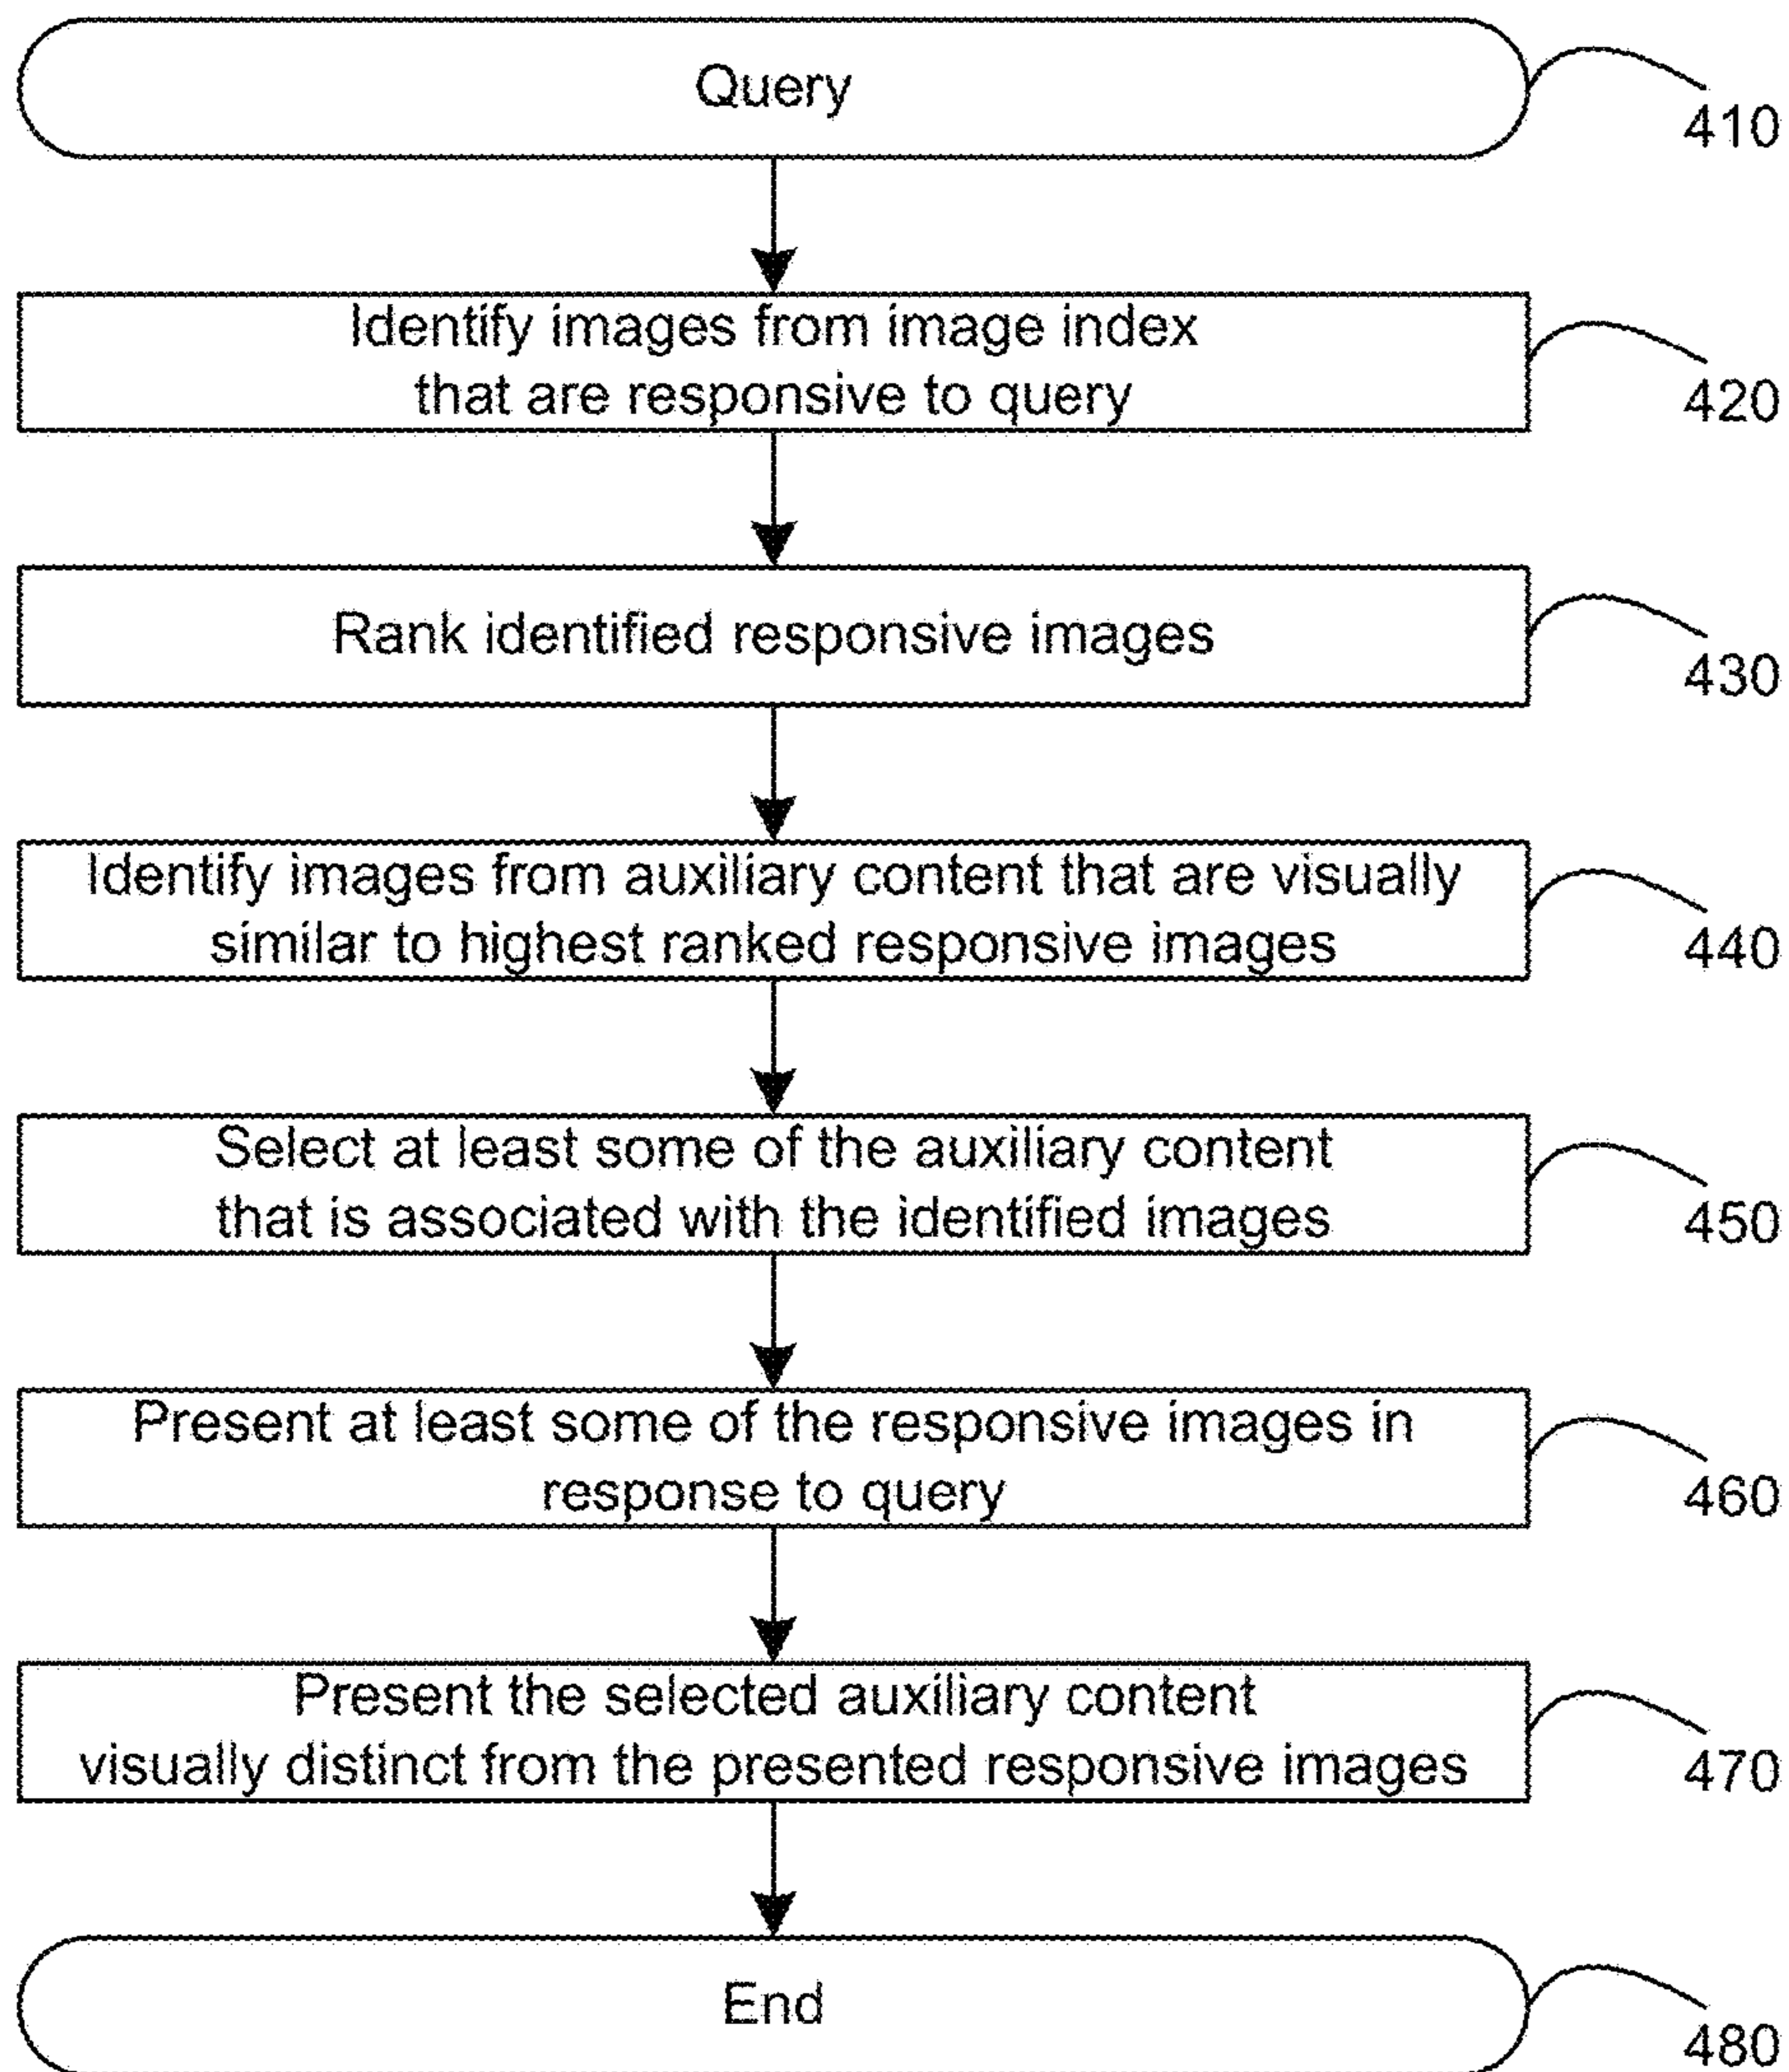 Query
410
Identify images from image index
that are responsive to query
420
Rank identified responsive images
430
Identify images from auxiliary content that are visually
similar to highest ranked responsive images
440
Select at least some of the auxiliary content
that is associated with the identified images
450
Present at least some of the responsive images in
response to query
460
Present the selected auxiliary content
visually distinct from the presented responsive images
470
End
480